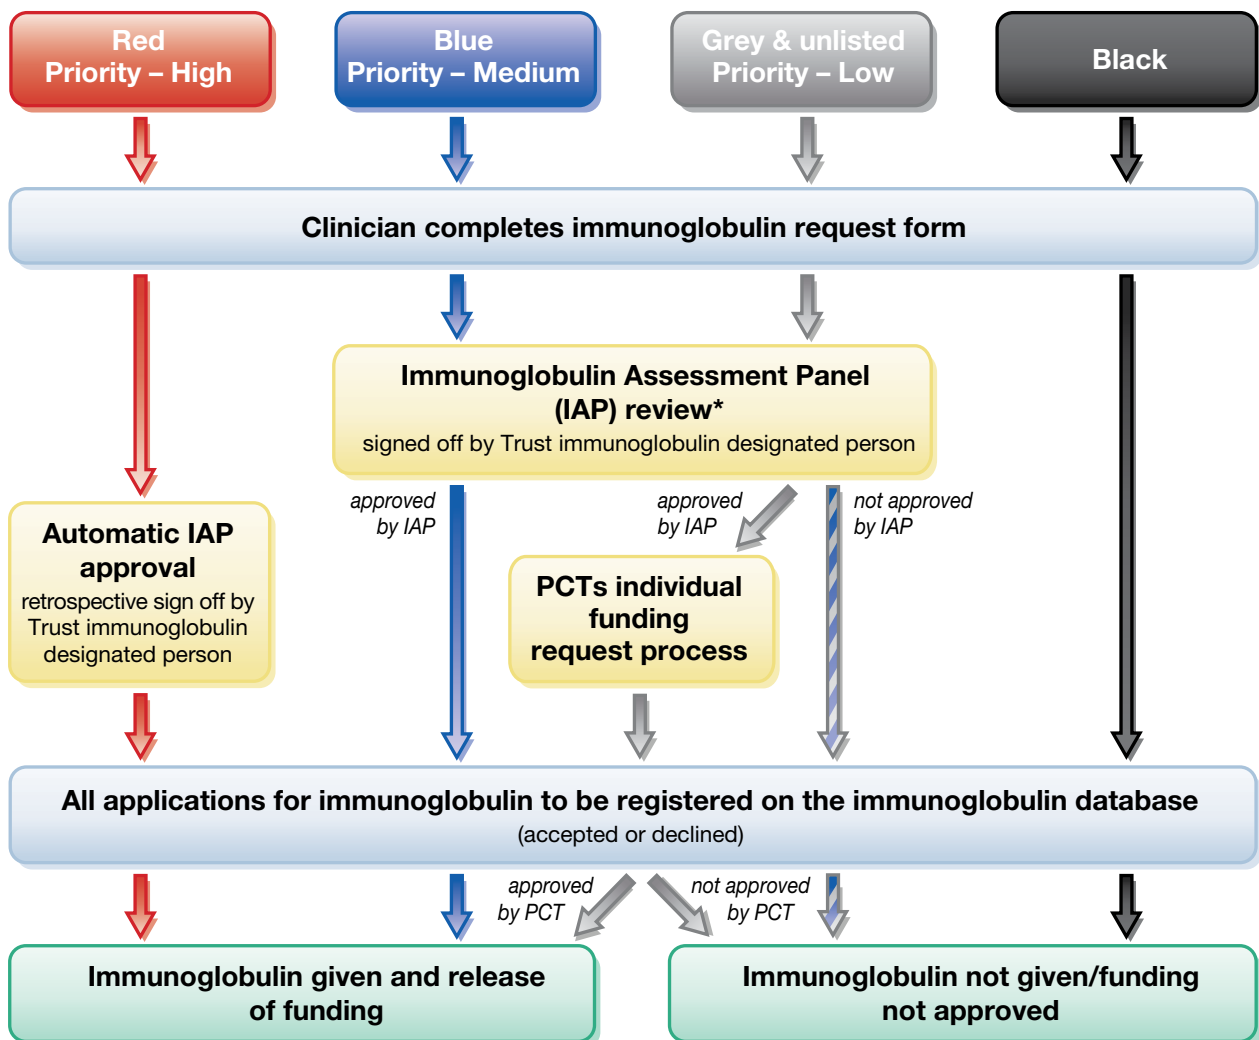 Red
Priority – High
Blue
Priority – Medium
Grey & unlisted
Priority – Low
Black
Clinician completes immunoglobulin request form
Immunoglobulin Assessment Panel
(IAP) review*
signed off by Trust immunoglobulin designated person
approved
by IAP
approved
by IAP
not approved
by IAP
Automatic IAP
approval
retrospective sign off by
Trust immunoglobulin
designated person
PCTs individual
funding
request process
All applications for immunoglobulin to be registered on the immunoglobulin database
(accepted or declined)
approved
by PCT
not approved
by PCT
Immunoglobulin given and release
of funding
Immunoglobulin not given/funding
not approved